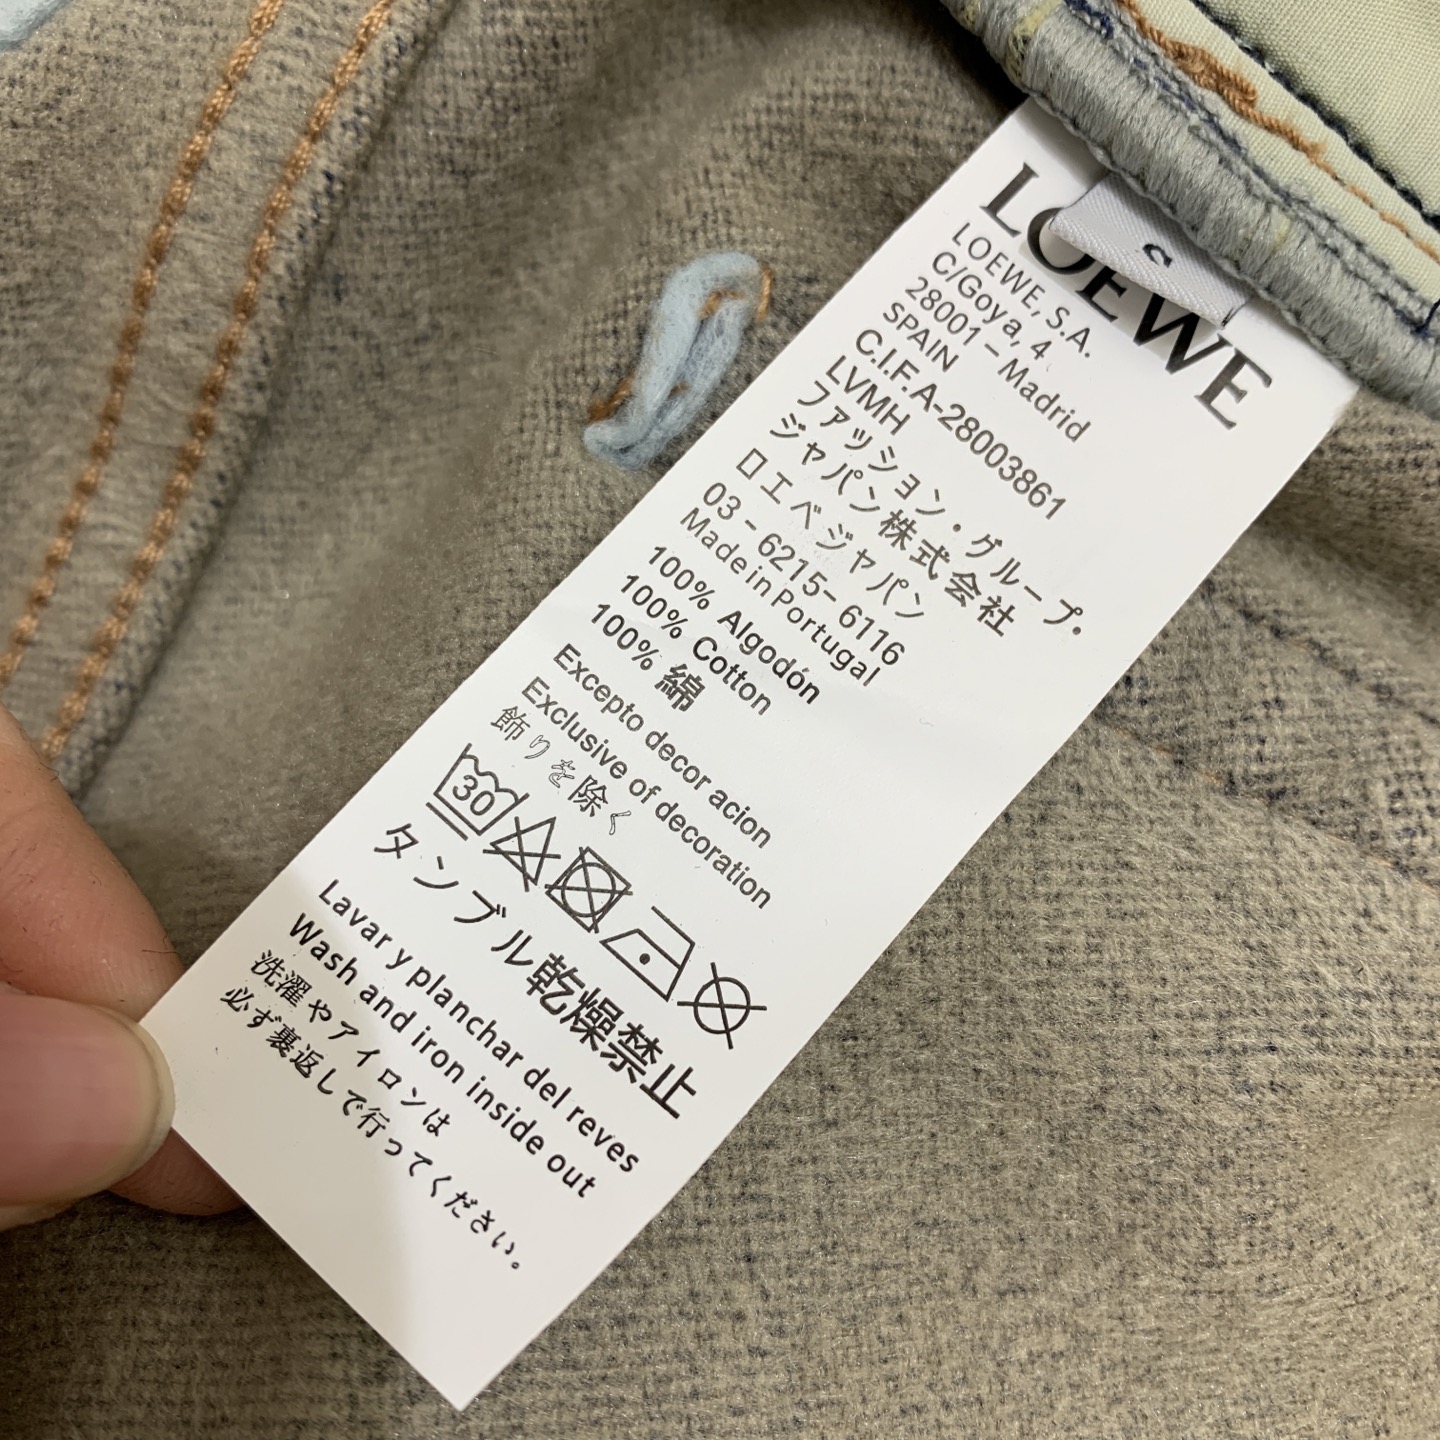 LOEWE
S
LOEWE, S.A.
C/Goya, 4
28001 – Madrid
SPAIN
C.I.F.A-28003861
LVMH
ファッション・グループ.
ジャパン株式会社
ロエベジャパン
03 - 6215- 6116
Made in Portugal
100% Algodón
100% Cotton
100% 綿
Excepto decor acion
Exclusive of decoration
飾りを除く
30
タンブル乾燥禁止
Lavar y planchar del reves
Wash and iron inside out
洗濯やアイロンは
必ず裏返しで行ってください。